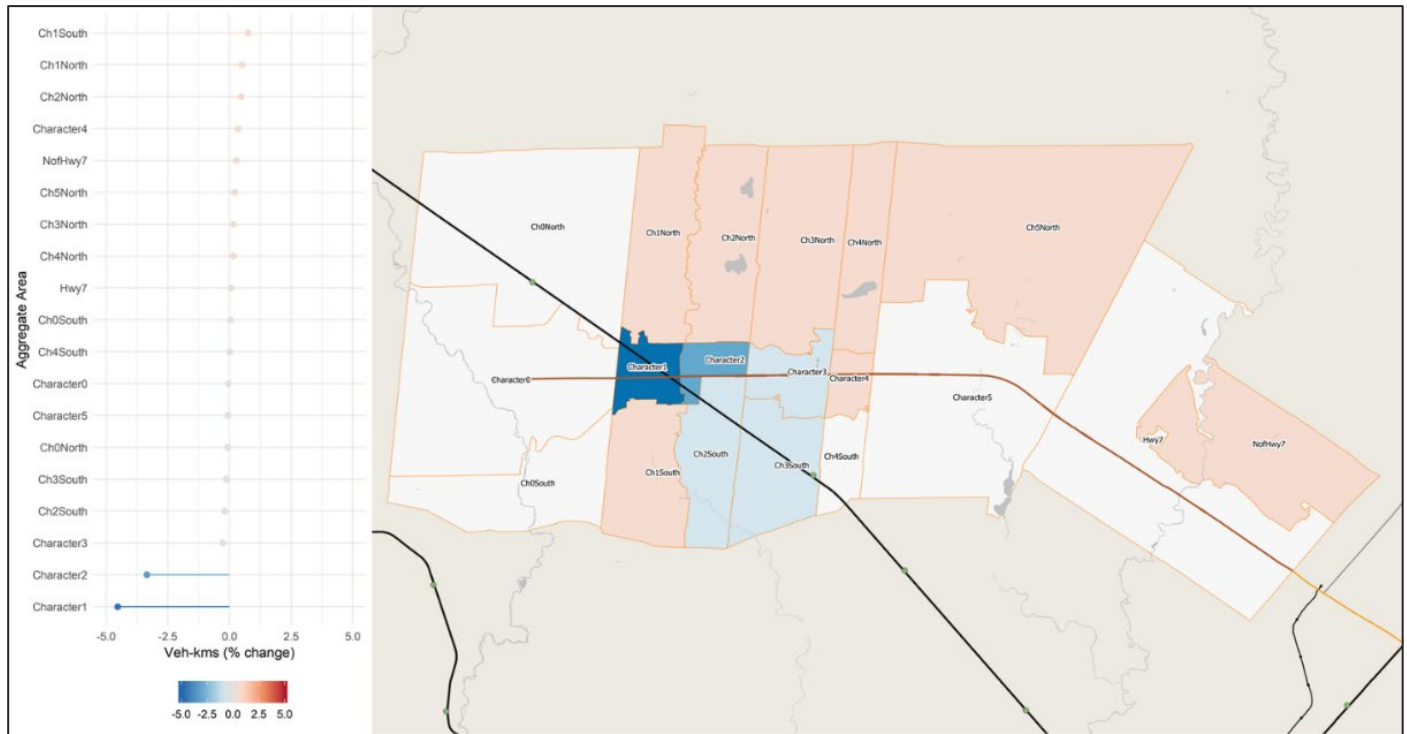 Ch1South
Ch1North
Ch2North
Character4
NofHwy7
Ch5North
Ch3North
Ch4North
Hwy7
Ch0South
Ch4South
Character0
Character5
Ch0North
Ch3South
Ch2South
Character3
Character2
Character1
Aggregate Area
-5.0 -2.5 0.0 2.5 5.0
Veh-kms (% change)
-5.0 -2.5 0.0 2.5 5.0
Ch0North
Ch1North
Ch2North
Ch3North
Ch4North
Ch5North
Character0
Character1
Character2
Character3
Character4
Character5
Hwy7
NofHwy7
Ch0South
Ch1South
Ch2South
Ch3South
Ch4South